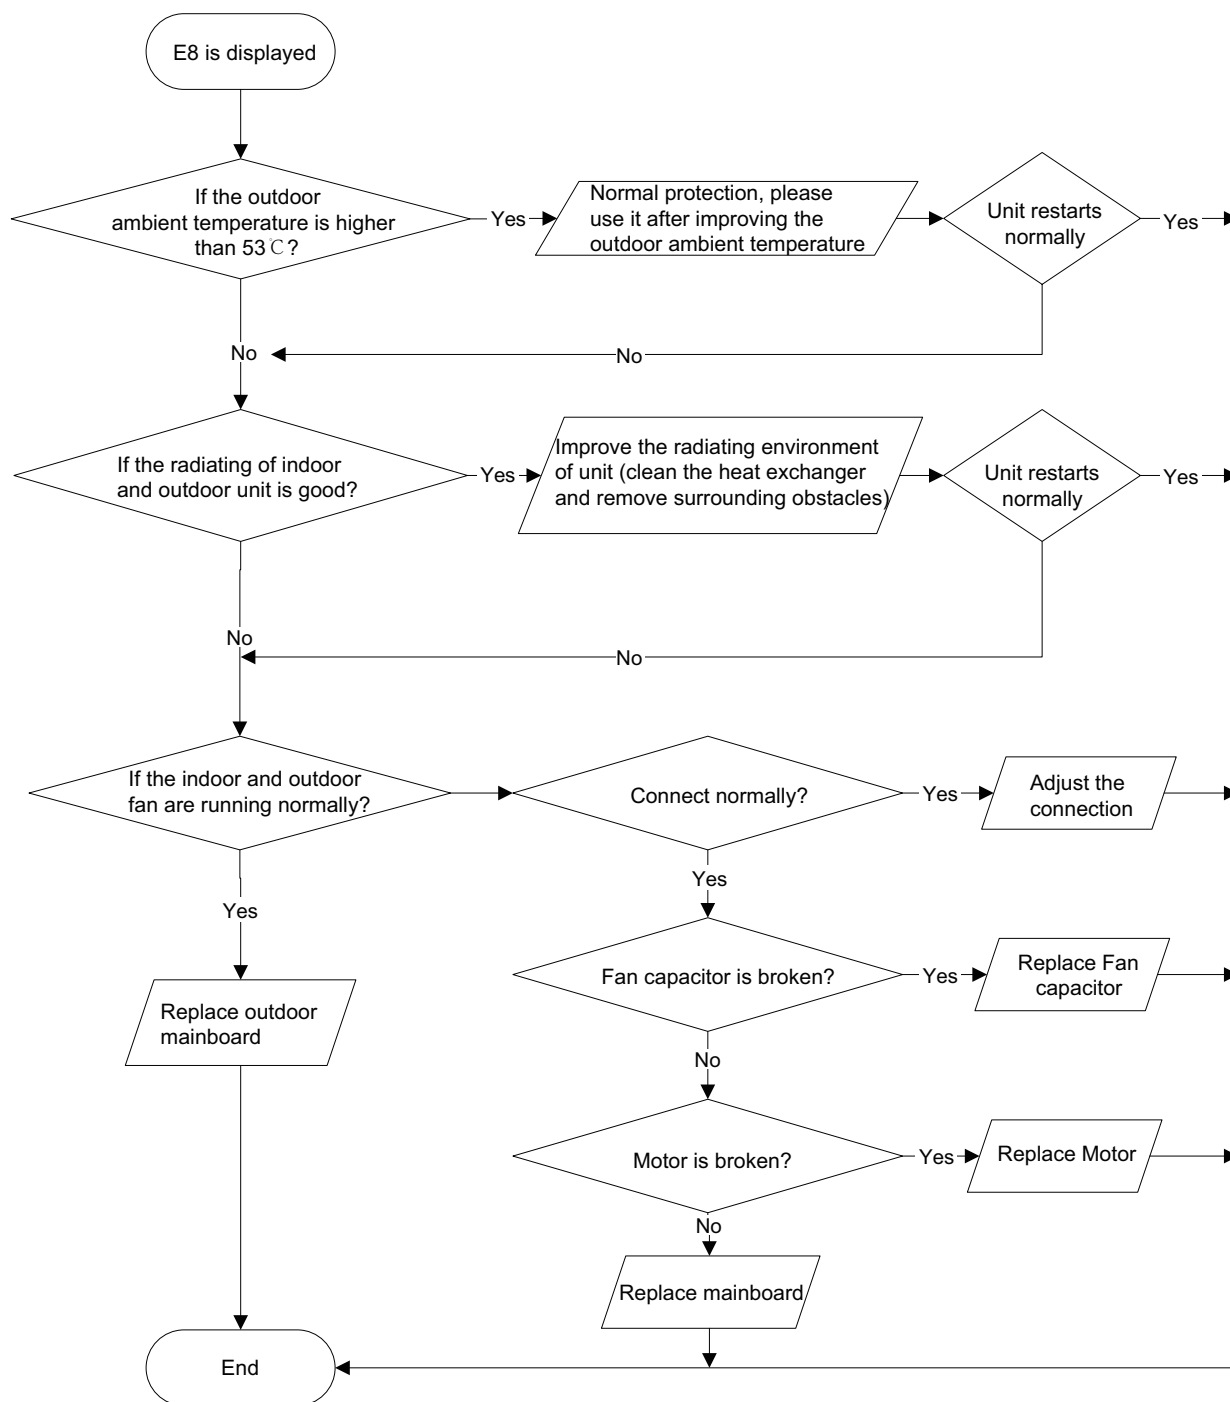 E8 is displayed
If the outdoor
ambient temperature is higher
than 53℃?
Yes
Normal protection, please
use it after improving the
outdoor ambient temperature
Unit restarts
normally
Yes
No
No
If the radiating of indoor
and outdoor unit is good?
Yes
Improve the radiating environment
of unit (clean the heat exchanger
and remove surrounding obstacles)
Unit restarts
normally
Yes
No
No
If the indoor and outdoor
fan are running normally?
Connect normally?
Yes
Adjust the
connection
Yes
Yes
Fan capacitor is broken?
Yes
Replace Fan
capacitor
Replace outdoor
mainboard
No
Motor is broken?
Yes
Replace Motor
No
Replace mainboard
End